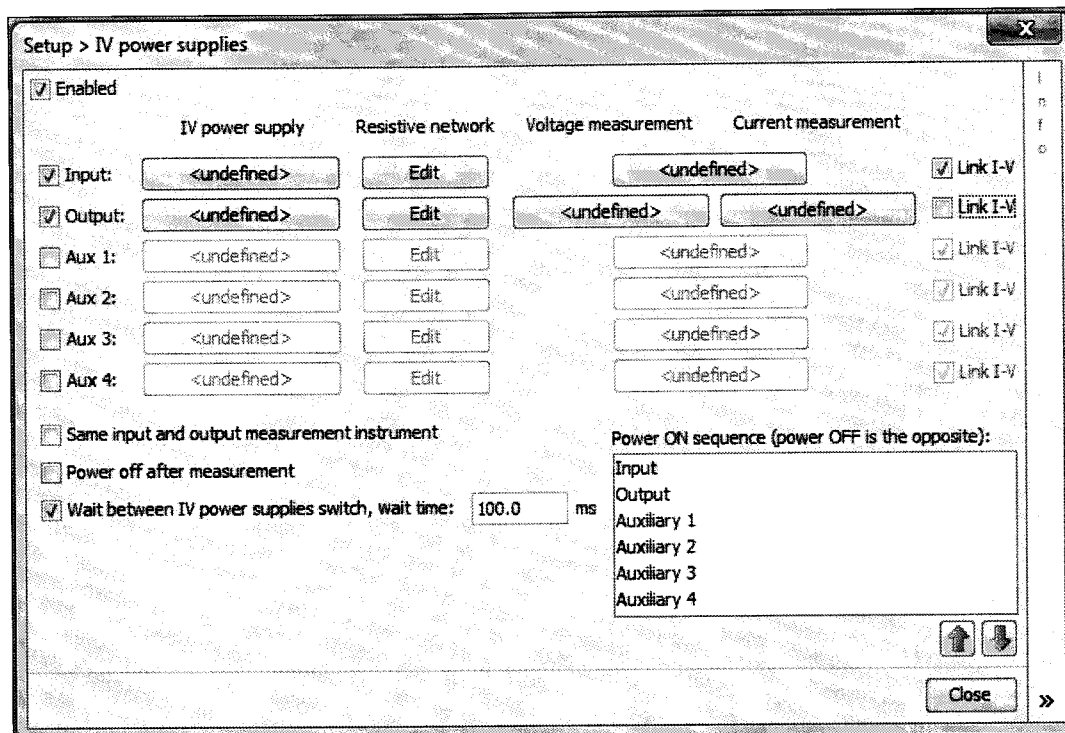 Setup > IV power supplies
X
Enabled
IV power supply Resistive network Voltage measurement Current measurement
Input: <undefined> Edit <undefined> Link I-V
Output: <undefined> Edit <undefined> <undefined> Link I-V
Aux 1: <undefined> Edit <undefined> Link I-V
Aux 2: <undefined> Edit <undefined> Link I-V
Aux 3: <undefined> Edit <undefined> Link I-V
Aux 4: <undefined> Edit <undefined> Link I-V
Same input and output measurement instrument
Power off after measurement
Wait between IV power supplies switch, wait time: 100.0 ms
Power ON sequence (power OFF is the opposite):
Input
Output
Auxiliary 1
Auxiliary 2
Auxiliary 3
Auxiliary 4
Close
»
Info